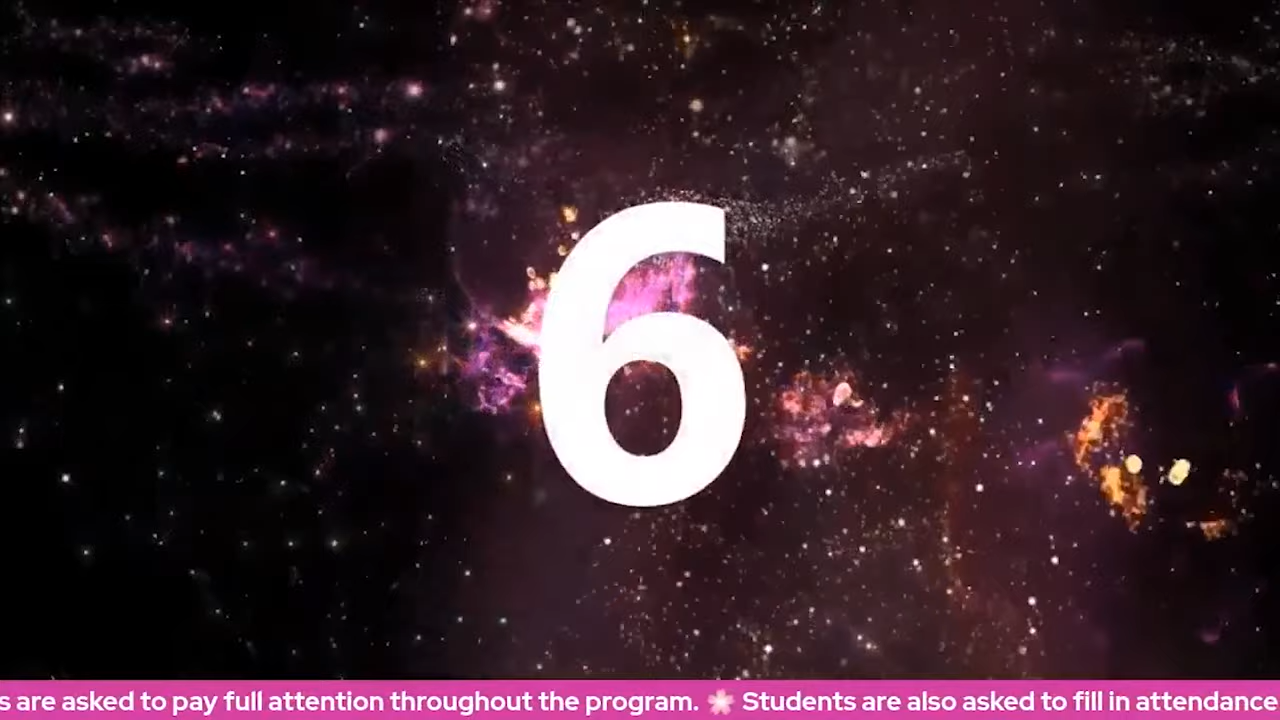 6
s are asked to pay full attention throughout the program. 🌸 Students are also asked to fill in attendance